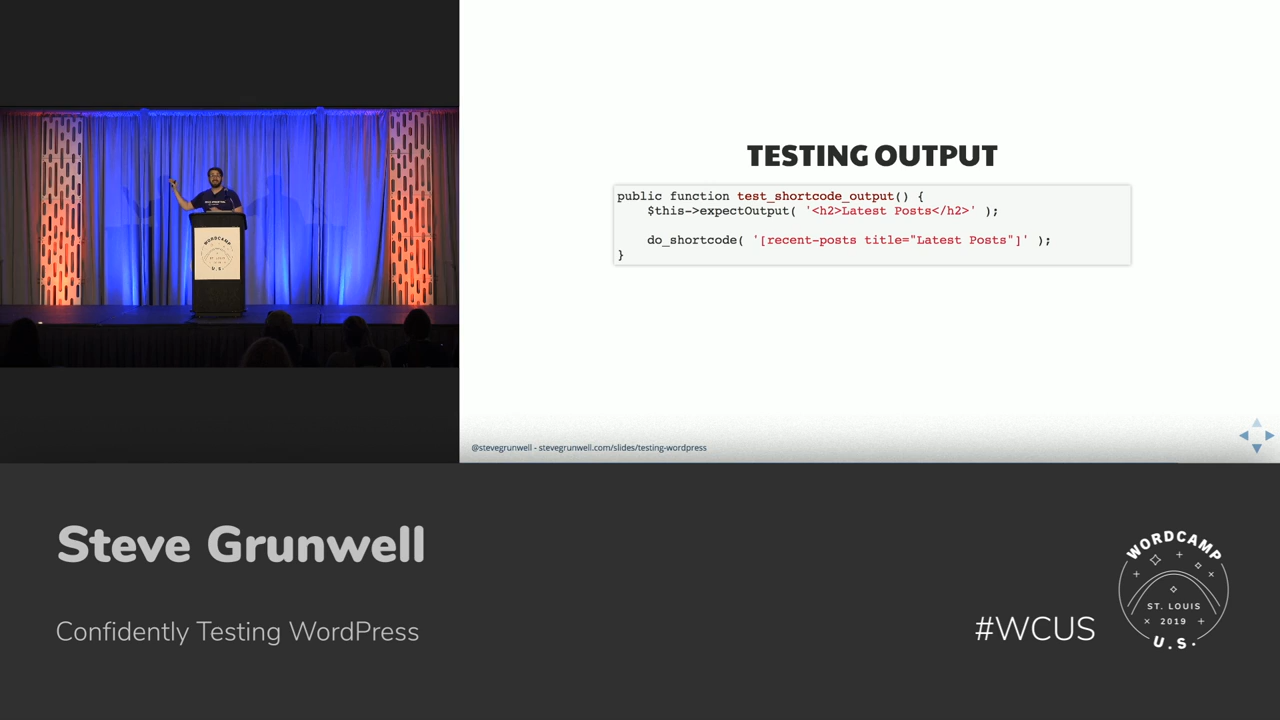 TESTING OUTPUT
public function test_shortcode_output() {
$this->expectOutput( '<h2>Latest Posts</h2>' );
do_shortcode( '[recent-posts title="Latest Posts"]' );
}
@stevegrunwell - stevegrunwell.com/slides/testing-wordpress
WORDCAMP
U.S.
Steve Grunwell
Confidently Testing WordPress
#WCUS
WORDCAMP
ST. LOUIS
2019
U.S.